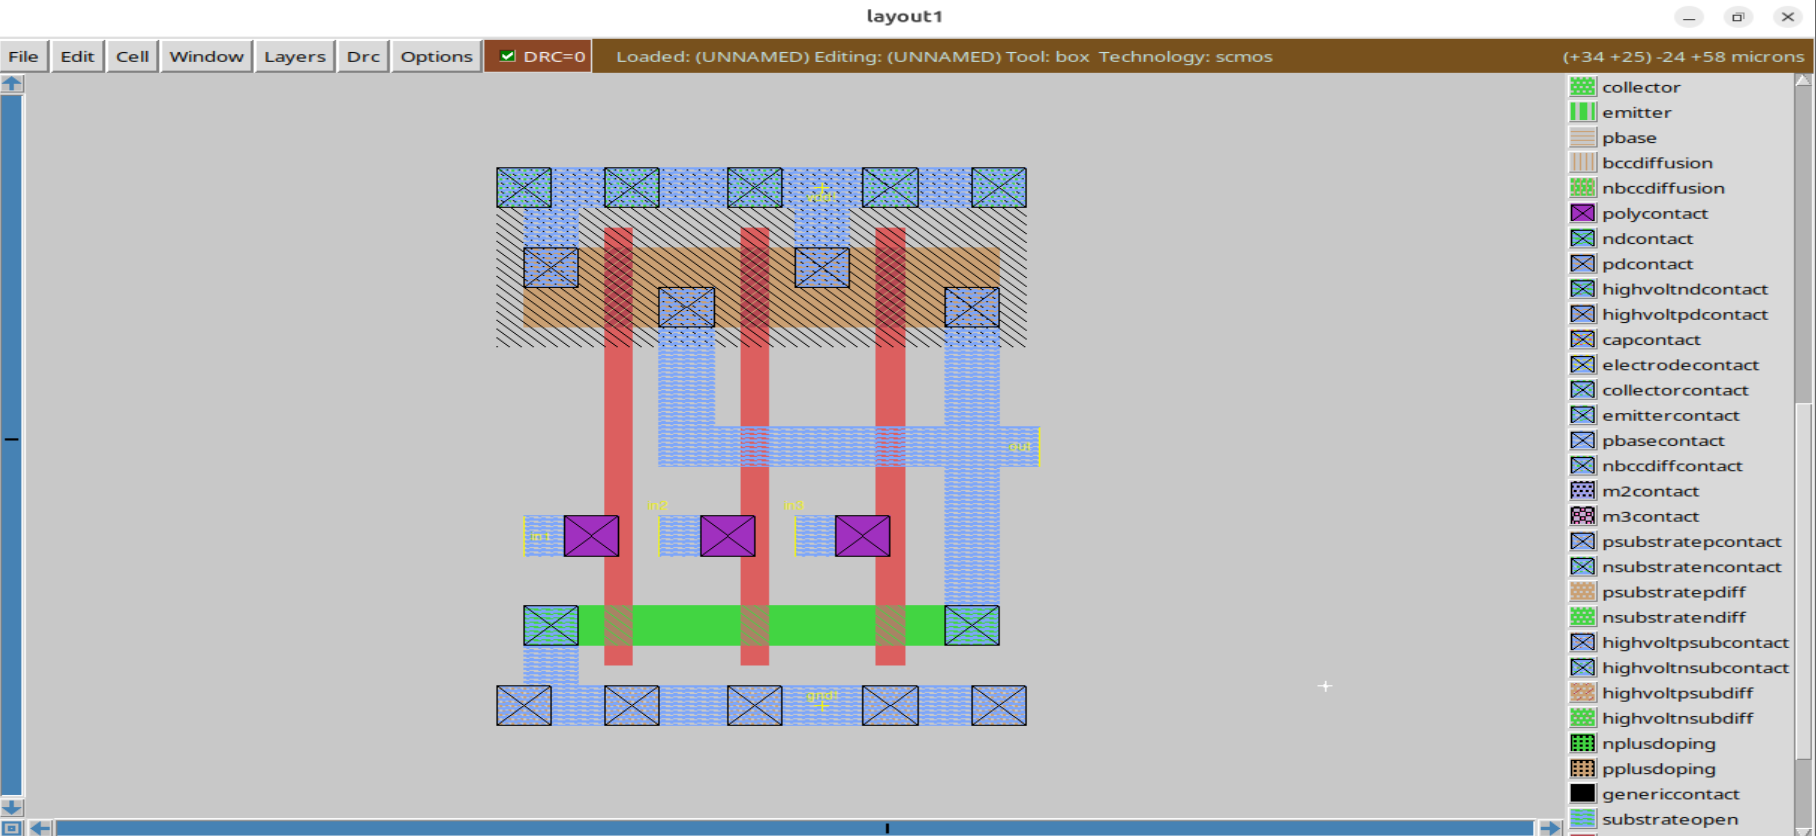 layout1
File Edit Cell Window Layers Drc Options DRC=0 Loaded: (UNNAMED) Editing: (UNNAMED) Tool: box Technology: scmos (+34 +25) -24 +58 microns
collector
emitter
pbase
bccdiffusion
nbccdiffusion
polycontact
ndcontact
pdcontact
highvoltndcontact
highvoltpdcontact
capcontact
electrodecontact
collectorcontact
emittercontact
pbasecontact
nbccdiffcontact
m2contact
m3contact
psubstratepcontact
nsubstratencontact
psubstratepdiff
nsubstratendiff
highvoltpsubcontact
highvoltnsubcontact
highvoltpsubdiff
highvoltnsubdiff
nplusdoping
pplusdoping
genericcontact
substrateopen
out
in2
in3
in1
gnd!